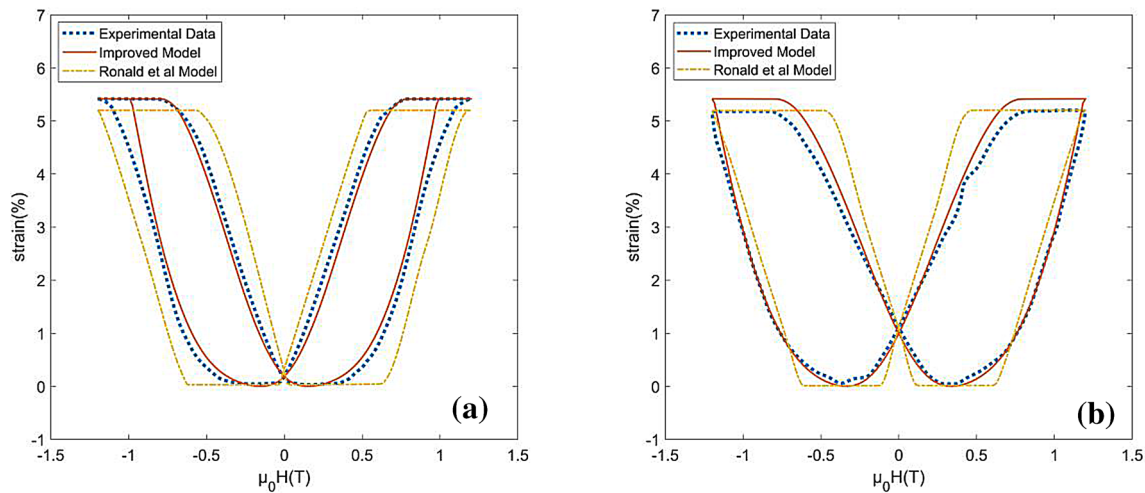 7
6
5
4
3
2
1
0
-1
-1.5
-1
-0.5
0
0.5
1
1.5
strain(%)
μ0H(T)
Experimental Data
Improved Model
Ronald et al Model
(a)
7
6
5
4
3
2
1
0
-1
-1.5
-1
-0.5
0
0.5
1
1.5
strain(%)
μ0H(T)
Experimental Data
Improved Model
Ronald et al Model
(b)